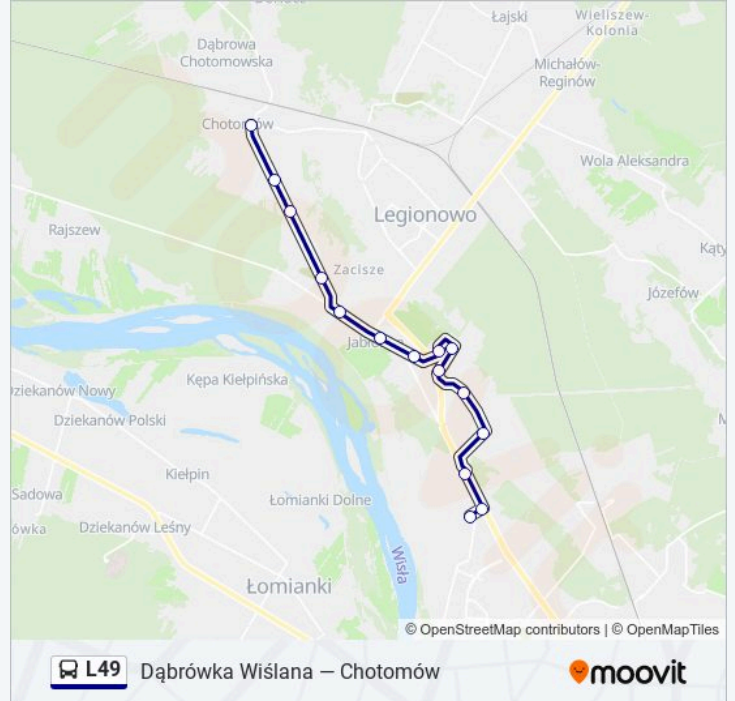 Łajski
Wieliszew-
Kolonia
Dąbrowa
Chotomowska
Michałów-
Reginów
Chotomów
Wola Aleksandra
Legionowo
Rajszew
Kąty
Zacisze
Józefów
Kępa Kiełpińska
Dziekanów Nowy
Dziekanów Polski
Kiełpin
Sadowa
Łomianki Dolne
ówka
Dziekanów Leśny
Wisła
Łomianki
© OpenStreetMap contributors | © OpenMapTiles
L49
Dąbrówka Wiślana — Chotomów
moovit